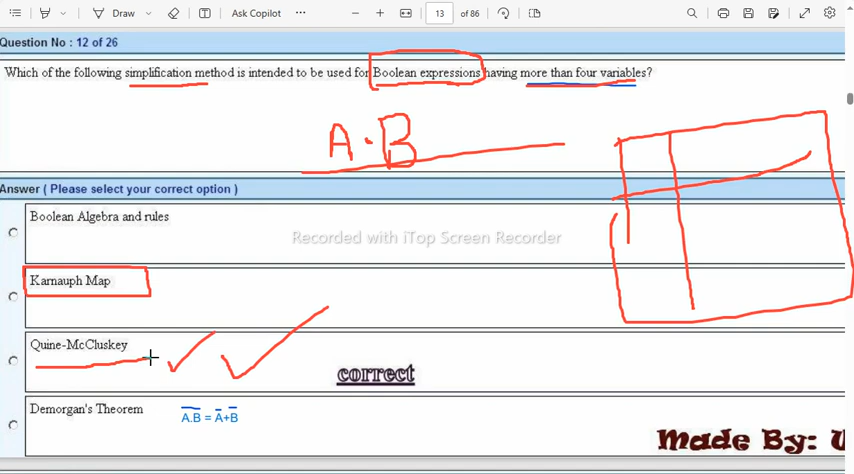 Draw
Ask Copilot
13 of 86
Question No : 12 of 26
Which of the following simplification method is intended to be used for Boolean expressions having more than four variables?
A.B
Answer ( Please select your correct option )
Boolean Algebra and rules
Recorded with iTop Screen Recorder
Karnauph Map
Quine-McCluskey
correct
Demorgan's Theorem
A.B = A+B
Made By: